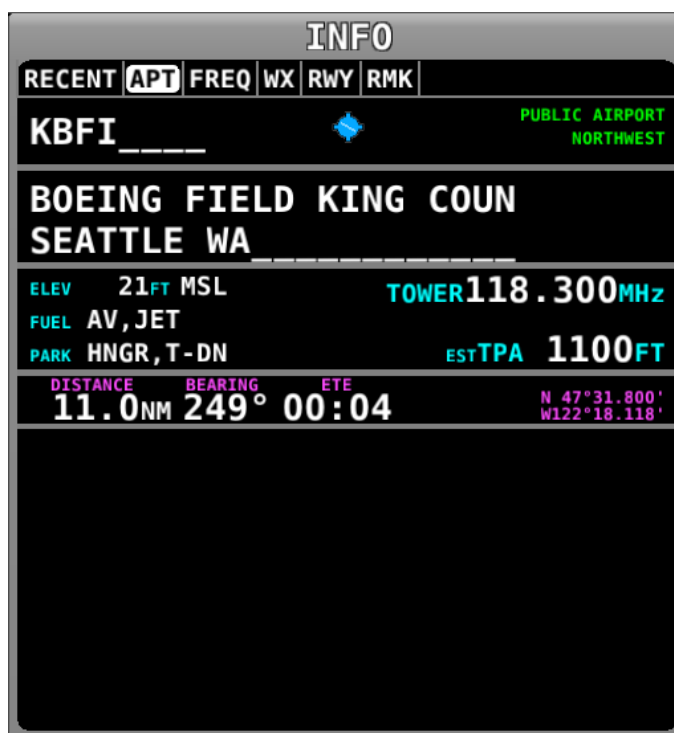 INFO
RECENT APT FREQ WX RWY RMK
KBFI____
PUBLIC AIRPORT
NORTHWEST
BOEING FIELD KING COUN
SEATTLE WA_____________
ELEV 21FT MSL
TOWER118.300MHz
FUEL AV,JET
PARK HNGR,T-DN
ESTTPA 1100FT
DISTANCE BEARING ETE
11.0NM 249° 00:04
N 47°31.800'
W122°18.118'